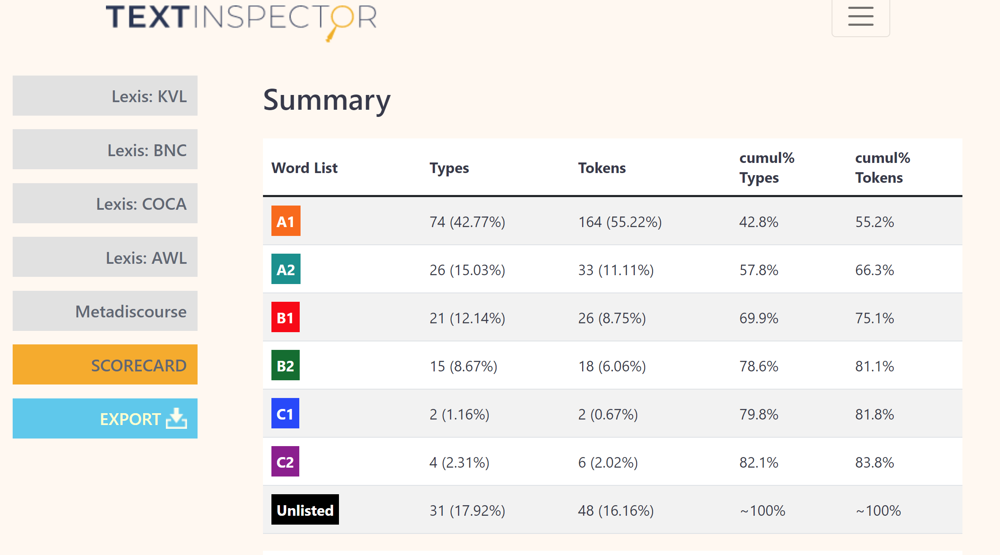 TEXTINSPECTOR
Lexis: KVL
Lexis: BNC
Lexis: COCA
Lexis: AWL
Metadiscourse
SCORECARD
EXPORT
Summary
Word List Types Tokens cumul% Types cumul% Tokens
A1 74 (42.77%) 164 (55.22%) 42.8% 55.2%
A2 26 (15.03%) 33 (11.11%) 57.8% 66.3%
B1 21 (12.14%) 26 (8.75%) 69.9% 75.1%
B2 15 (8.67%) 18 (6.06%) 78.6% 81.1%
C1 2 (1.16%) 2 (0.67%) 79.8% 81.8%
C2 4 (2.31%) 6 (2.02%) 82.1% 83.8%
Unlisted 31 (17.92%) 48 (16.16%) ~100% ~100%